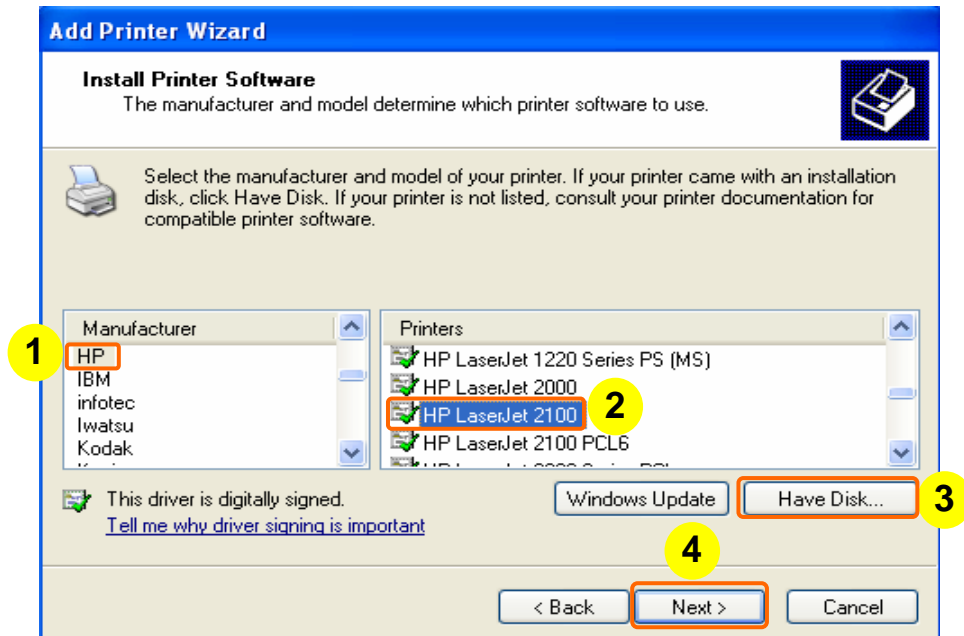 Add Printer Wizard
Install Printer Software
The manufacturer and model determine which printer software to use.
Select the manufacturer and model of your printer. If your printer came with an installation
disk, click Have Disk. If your printer is not listed, consult your printer documentation for
compatible printer software.
Manufacturer
1
HP
IBM
infotec
Iwatsu
Kodak
Printers
HP LaserJet 1220 Series PS (MS)
HP LaserJet 2000
HP LaserJet 2100
2
HP LaserJet 2100 PCL6
This driver is digitally signed.
Tell me why driver signing is important
Windows Update
Have Disk...
3
4
< Back
Next >
Cancel